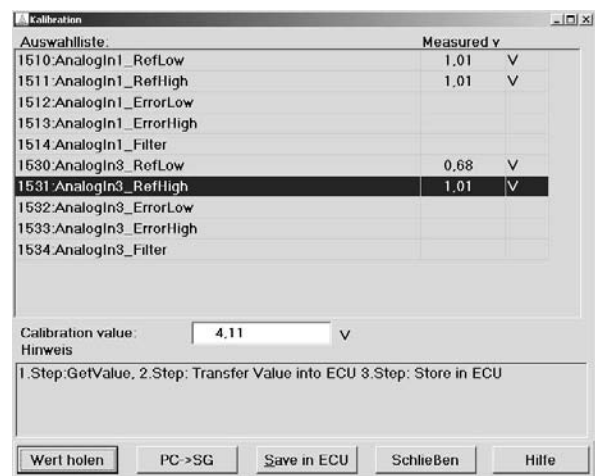 Kalibration
Auswahlliste: Measured v
1510:AnalogIn1_RefLow 1,01 V
1511:AnalogIn1_RefHigh 1,01 V
1512:AnalogIn1_ErrorLow
1513:AnalogIn1_ErrorHigh
1514:AnalogIn1_Filter
1530:AnalogIn3_RefLow 0,68 V
1531:AnalogIn3_RefHigh 1,01 V
1532:AnalogIn3_ErrorLow
1533:AnalogIn3_ErrorHigh
1534:AnalogIn3_Filter
Calibration value: 4,11 V
Hinweis
1.Step:GetValue, 2.Step: Transfer Value into ECU 3.Step: Store in ECU
Wert holen PC->SG Save in ECU Schließen Hilfe